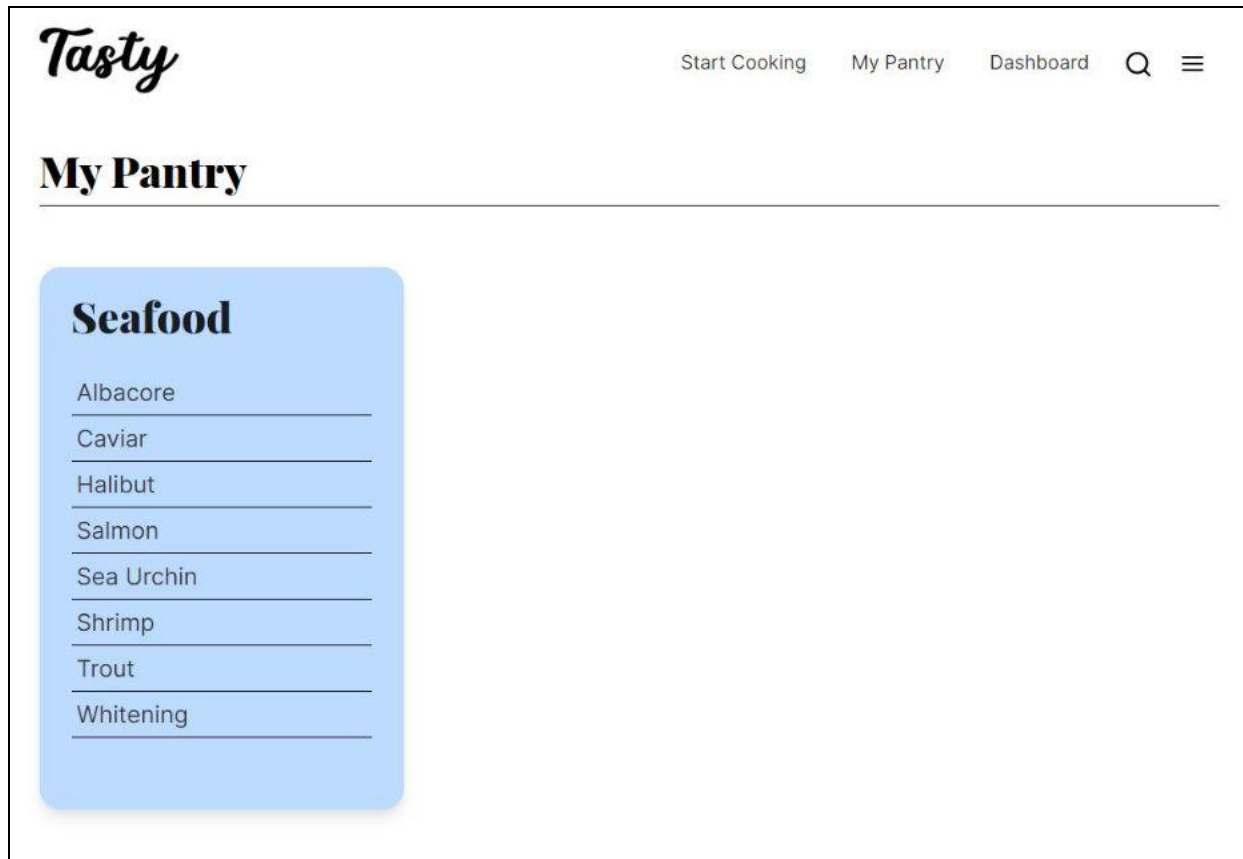 Tasty
Start Cooking My Pantry Dashboard
My Pantry
Seafood
Albacore
Caviar
Halibut
Salmon
Sea Urchin
Shrimp
Trout
Whitening